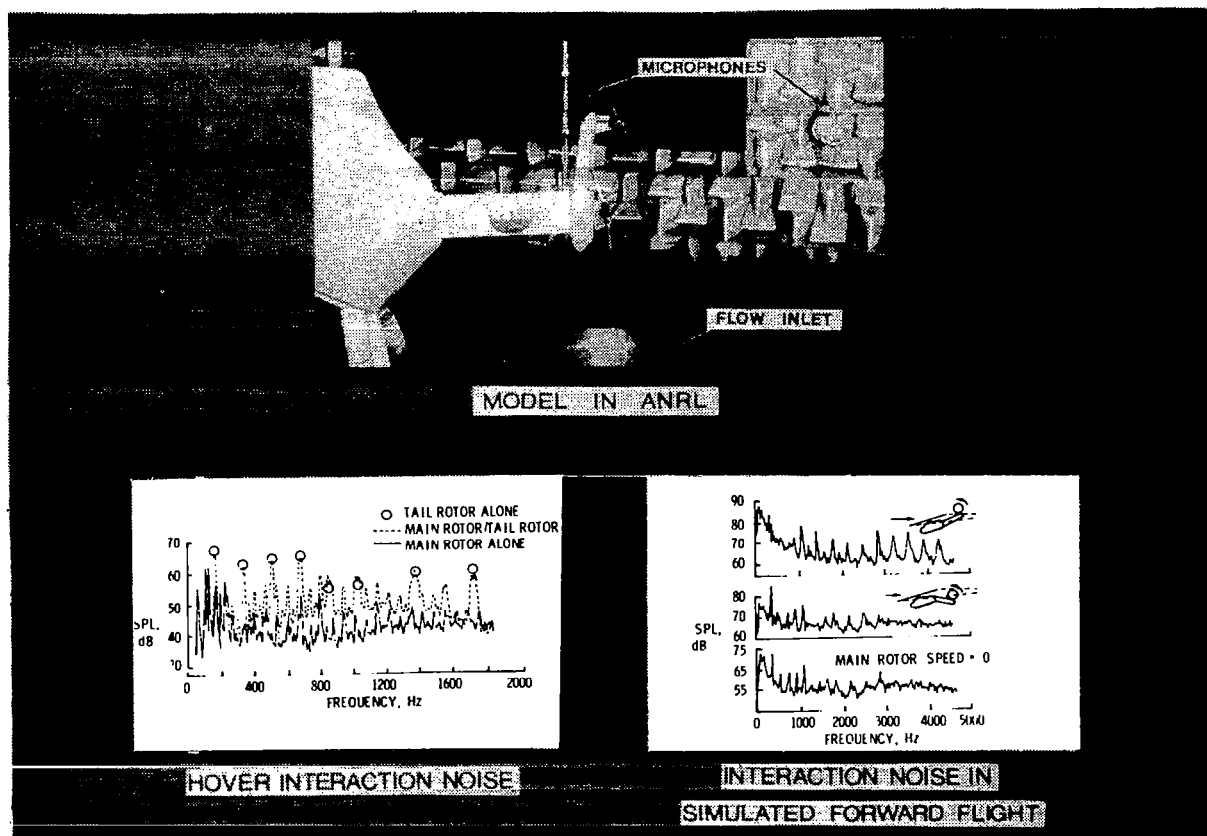 MICROPHONES
FLOW INLET
MODEL IN ANRL
TAIL ROTOR ALONE
MAIN ROTOR/TAIL ROTOR
MAIN ROTOR ALONE
70
60
50
40
30
SPL,
dB
0 400 800 1200 1600 2000
FREQUENCY, Hz
HOVER INTERACTION NOISE
90
80
70
60
80
70
60
SPL,
dB
75
65
55
MAIN ROTOR SPEED = 0
0 1000 2000 3000 4000 5000
FREQUENCY, Hz
INTERACTION NOISE IN
SIMULATED FORWARD FLIGHT